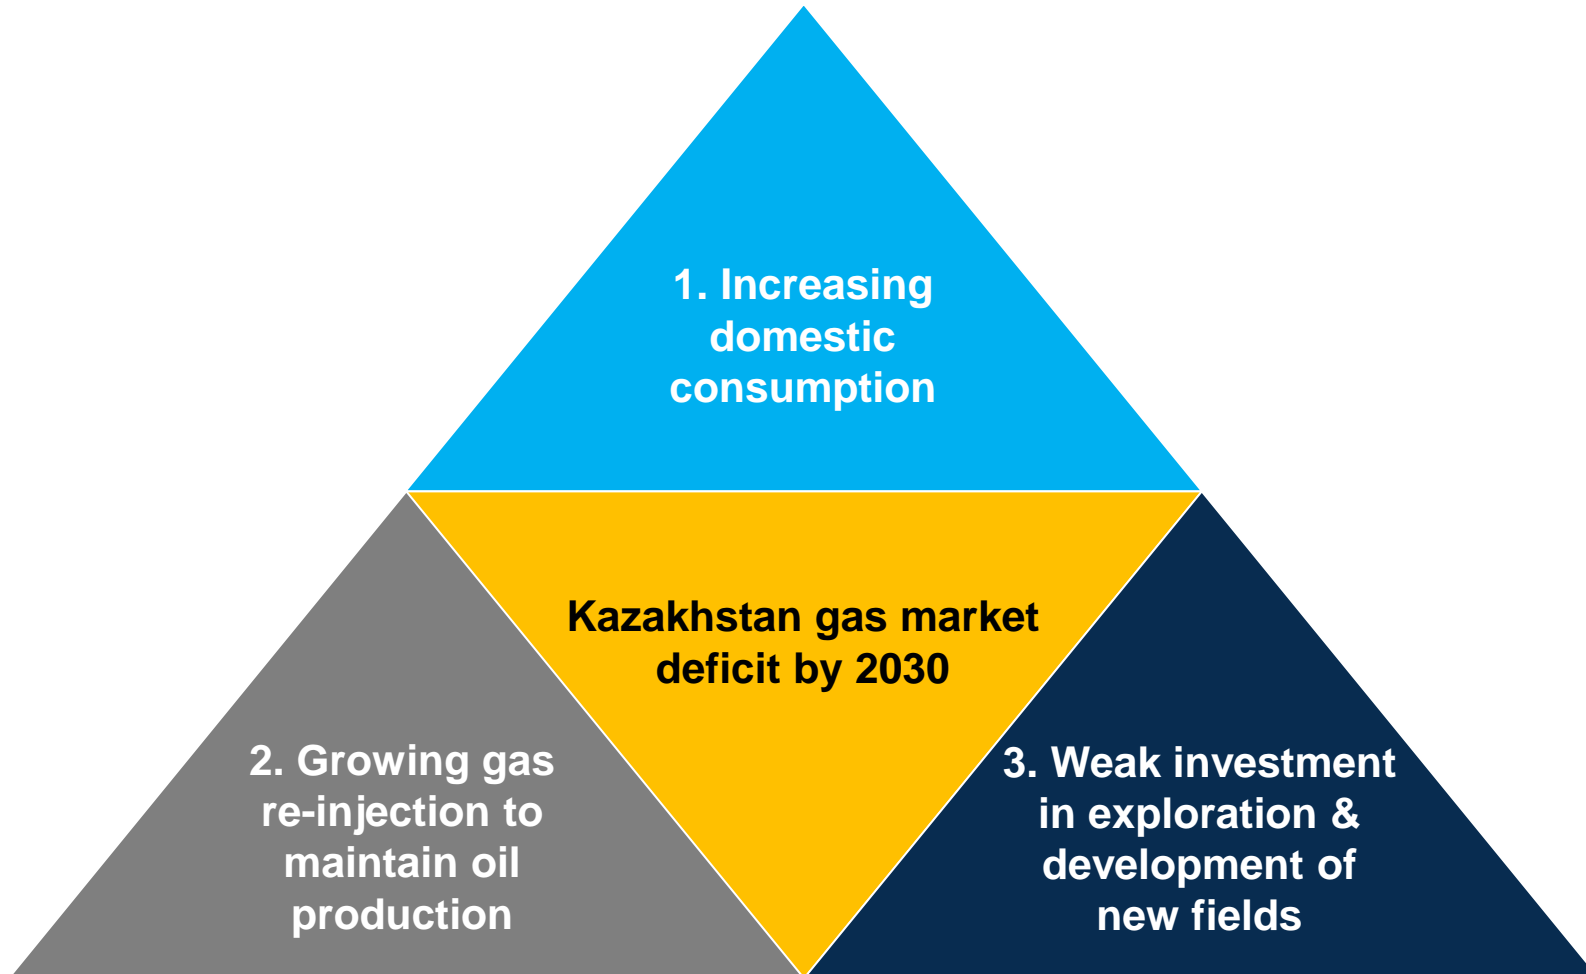 1. Increasing
domestic
consumption
Kazakhstan gas market
deficit by 2030
2. Growing gas
re-injection to
maintain oil
production
3. Weak investment
in exploration &
development of
new fields